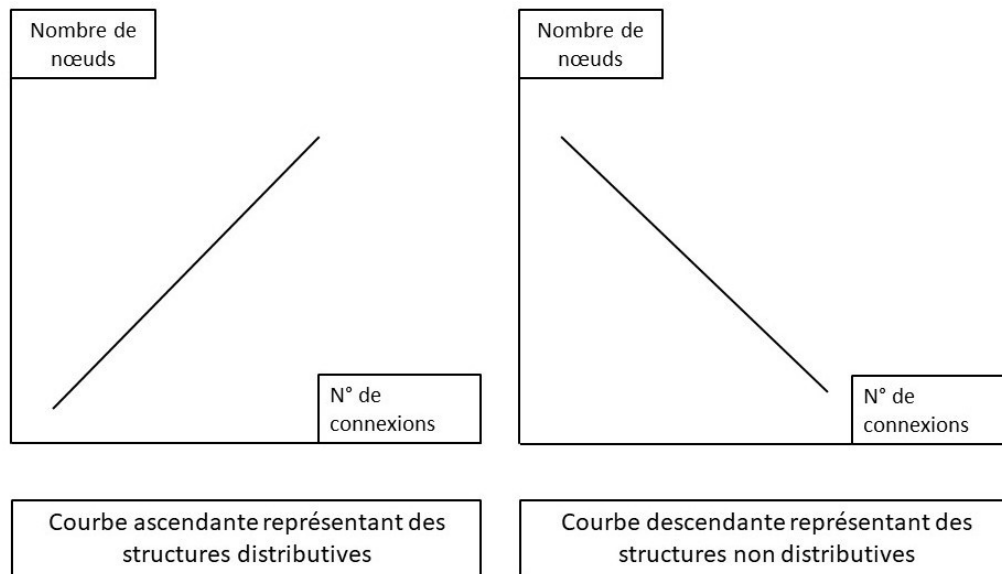 Nombre de
nœuds
N° de
connexions
Courbe ascendante représentant des
structures distributives
Nombre de
nœuds
N° de
connexions
Courbe descendante représentant des
structures non distributives